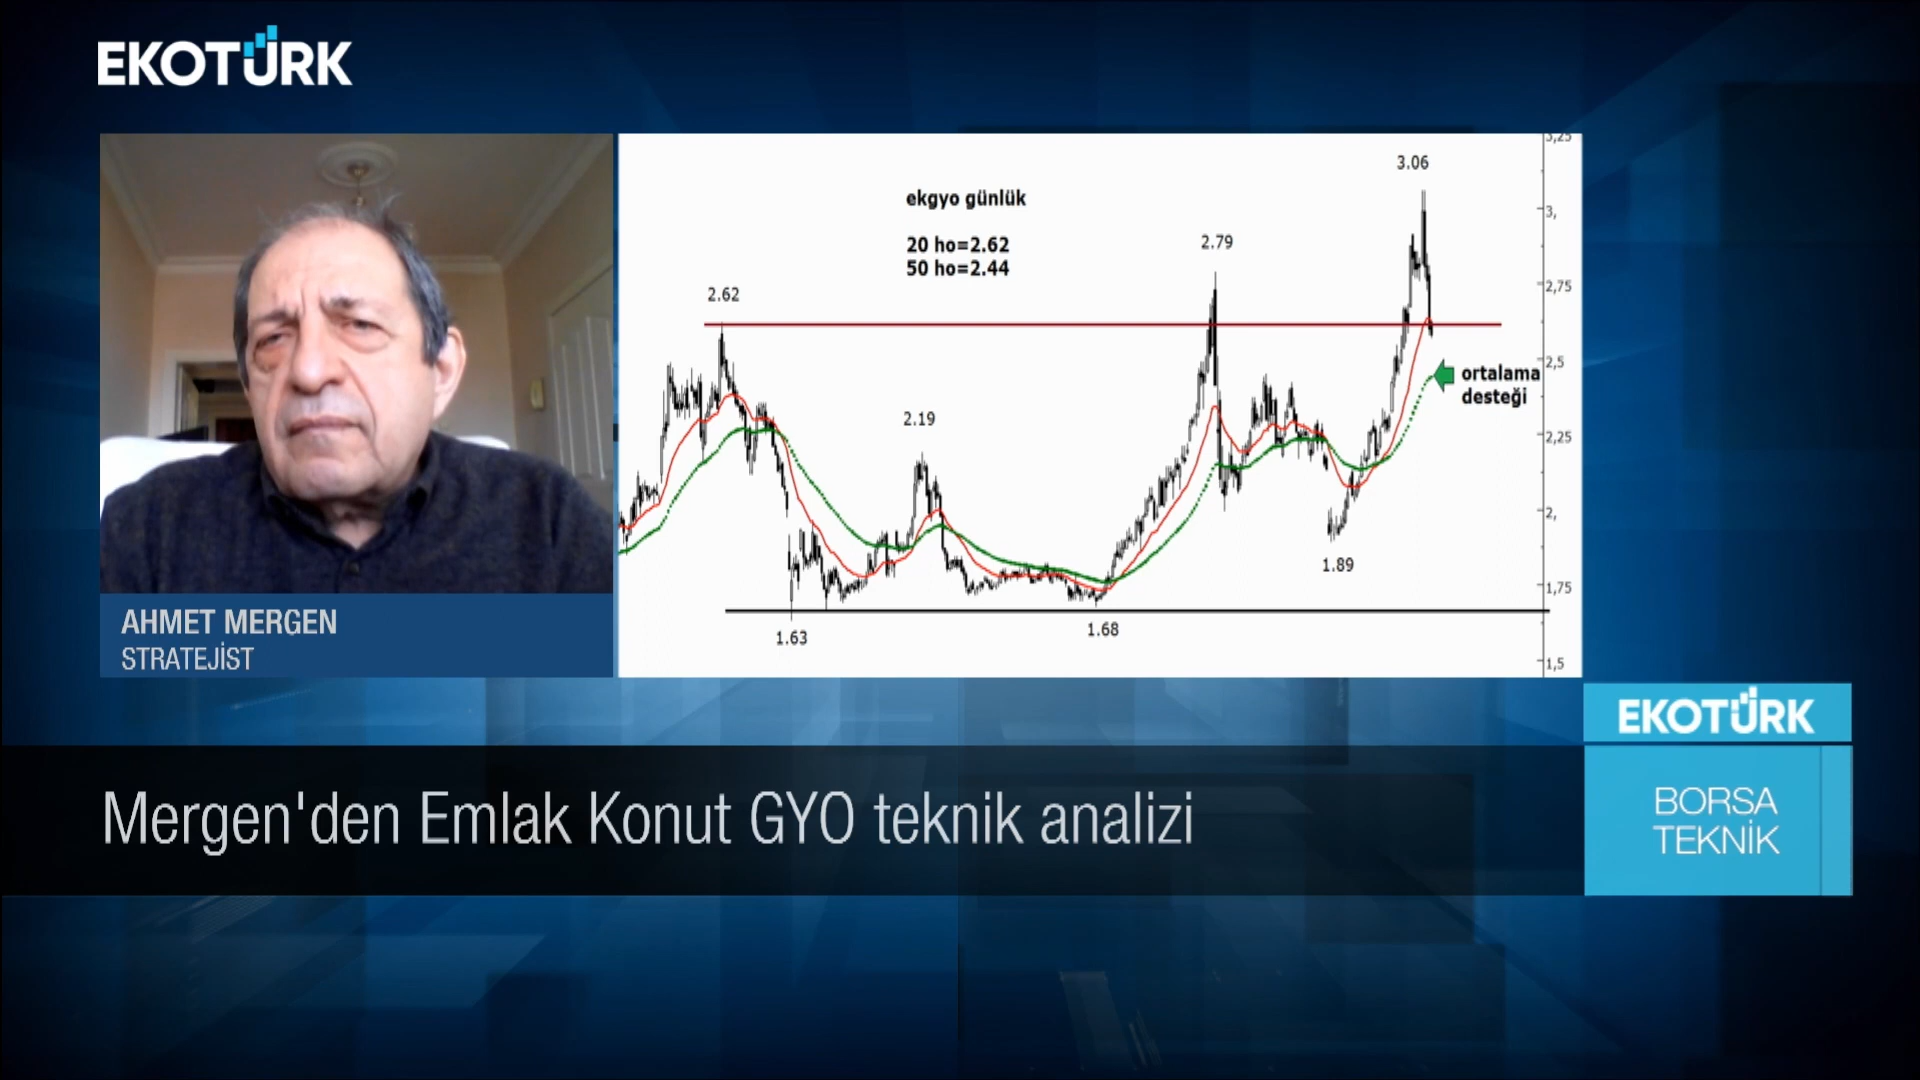 EKOTÜRK
3,25
3.06
ekgyo günlük
3,
20 ho=2.62
50 ho=2.44
2.79
2,75
2.62
2,5
ortalama
desteği
2.19
2,25
2,
1.89
1,75
1.63
1.68
1,5
AHMET MERGEN
STRATEJİST
EKOTÜRK
Mergen'den Emlak Konut GYO teknik analizi
BORSA
TEKNİK